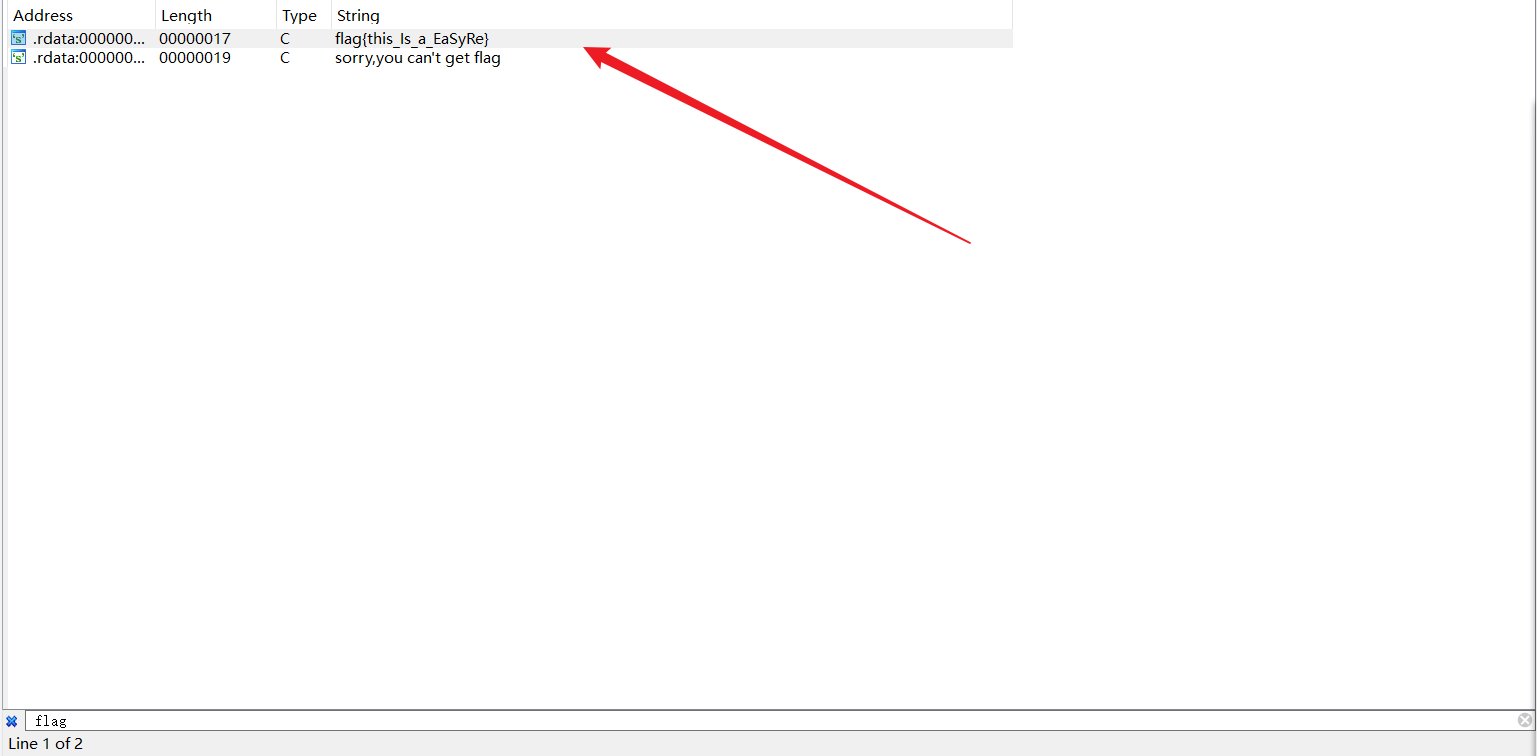 Address Length Type String
.rdata:000000... 00000017 C flag{this_Is_a_EaSyRe}
.rdata:000000... 00000019 C sorry,you can't get flag
flag
Line 1 of 2